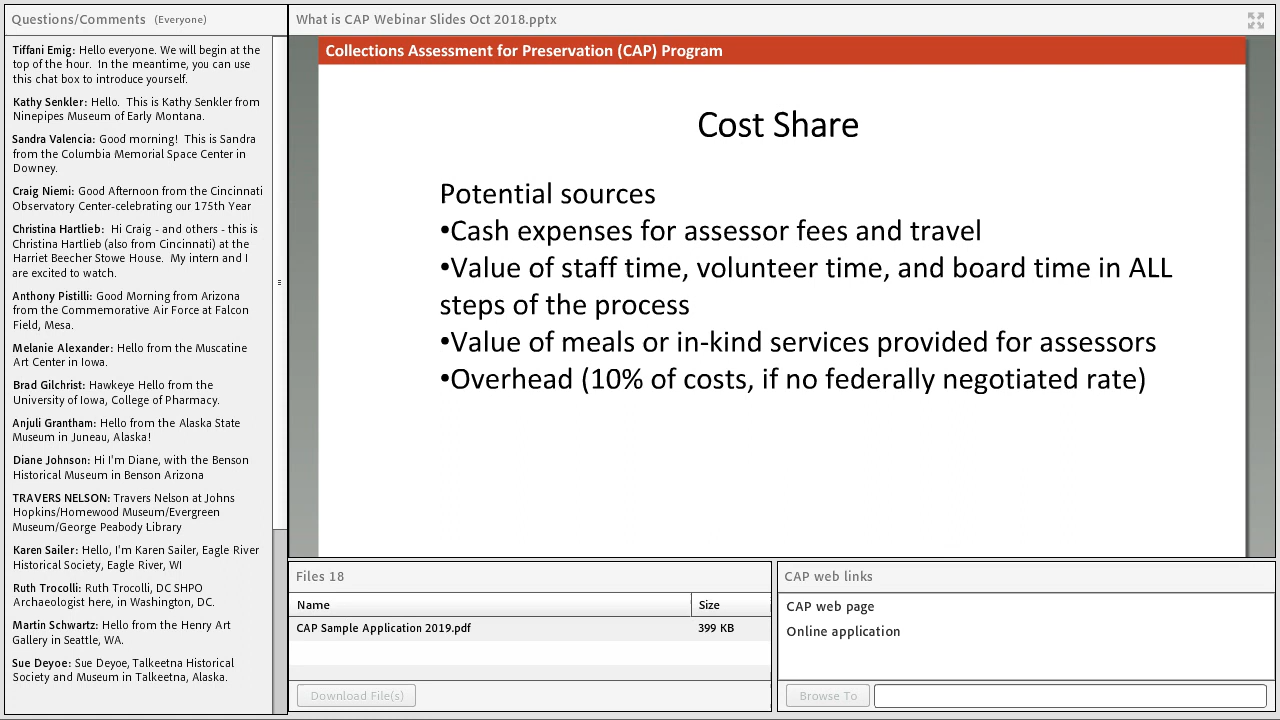 Questions/Comments (Everyone)
Tiffani Emig: Hello everyone. We will begin at the
top of the hour. In the meantime, you can use
this chat box to introduce yourself.
Kathy Senkler: Hello. This is Kathy Senkler from
Ninepipes Museum of Early Montana.
Sandra Valencia: Good morning! This is Sandra
from the Columbia Memorial Space Center in
Downey.
Craig Niemi: Good Afternoon from the Cincinnati
Observatory Center-celebrating our 175th Year
Christina Hartlieb: Hi Craig - and others - this is
Christina Hartlieb (also from Cincinnati) at the
Harriet Beecher Stowe House. My intern and I
are excited to watch.
Anthony Pistilli: Good Morning from Arizona
from the Commemorative Air Force at Falcon
Field, Mesa.
Melanie Alexander: Hello from the Muscatine
Art Center in Iowa.
Brad Gilchrist: Hawkeye Hello from the
University of Iowa, College of Pharmacy.
Anjuli Grantham: Hello from the Alaska State
Museum in Juneau, Alaska!
Diane Johnson: Hi I'm Diane, with the Benson
Historical Museum in Benson Arizona
TRAVERS NELSON: Travers Nelson at Johns
Hopkins/Homewood Museum/Evergreen
Museum/George Peabody Library
Karen Sailer: Hello, I'm Karen Sailer, Eagle River
Historical Society, Eagle River, WI
Ruth Trocolli: Ruth Trocolli, DC SHPO
Archaeologist here, in Washington, DC.
Martin Schwartz: Hello from the Henry Art
Gallery in Seattle, WA.
Sue Deyoe: Sue Deyoe, Talkeetna Historical
Society and Museum in Talkeetna, Alaska.
What is CAP Webinar Slides Oct 2018.pptx
Collections Assessment for Preservation (CAP) Program
Cost Share
Potential sources
•Cash expenses for assessor fees and travel
•Value of staff time, volunteer time, and board time in ALL
steps of the process
•Value of meals or in-kind services provided for assessors
•Overhead (10% of costs, if no federally negotiated rate)
Files 18
Name Size
CAP Sample Application 2019.pdf 399 KB
Download File(s)
CAP web links
CAP web page
Online application
Browse To